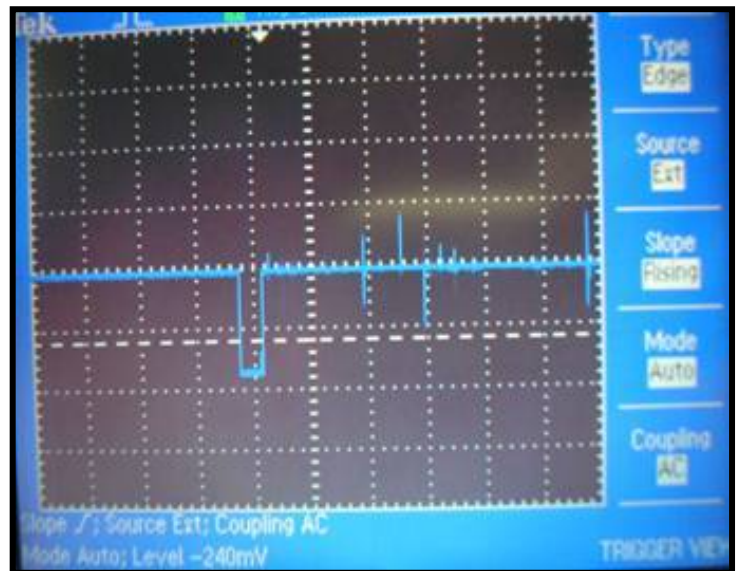 Tek
Type
Edge
Source
Ext
Slope
Rising
Mode
Auto
Coupling
AC
Slope ; Source Ext; Coupling AC
Mode Auto; Level -240mV
TRIGGER VIEW